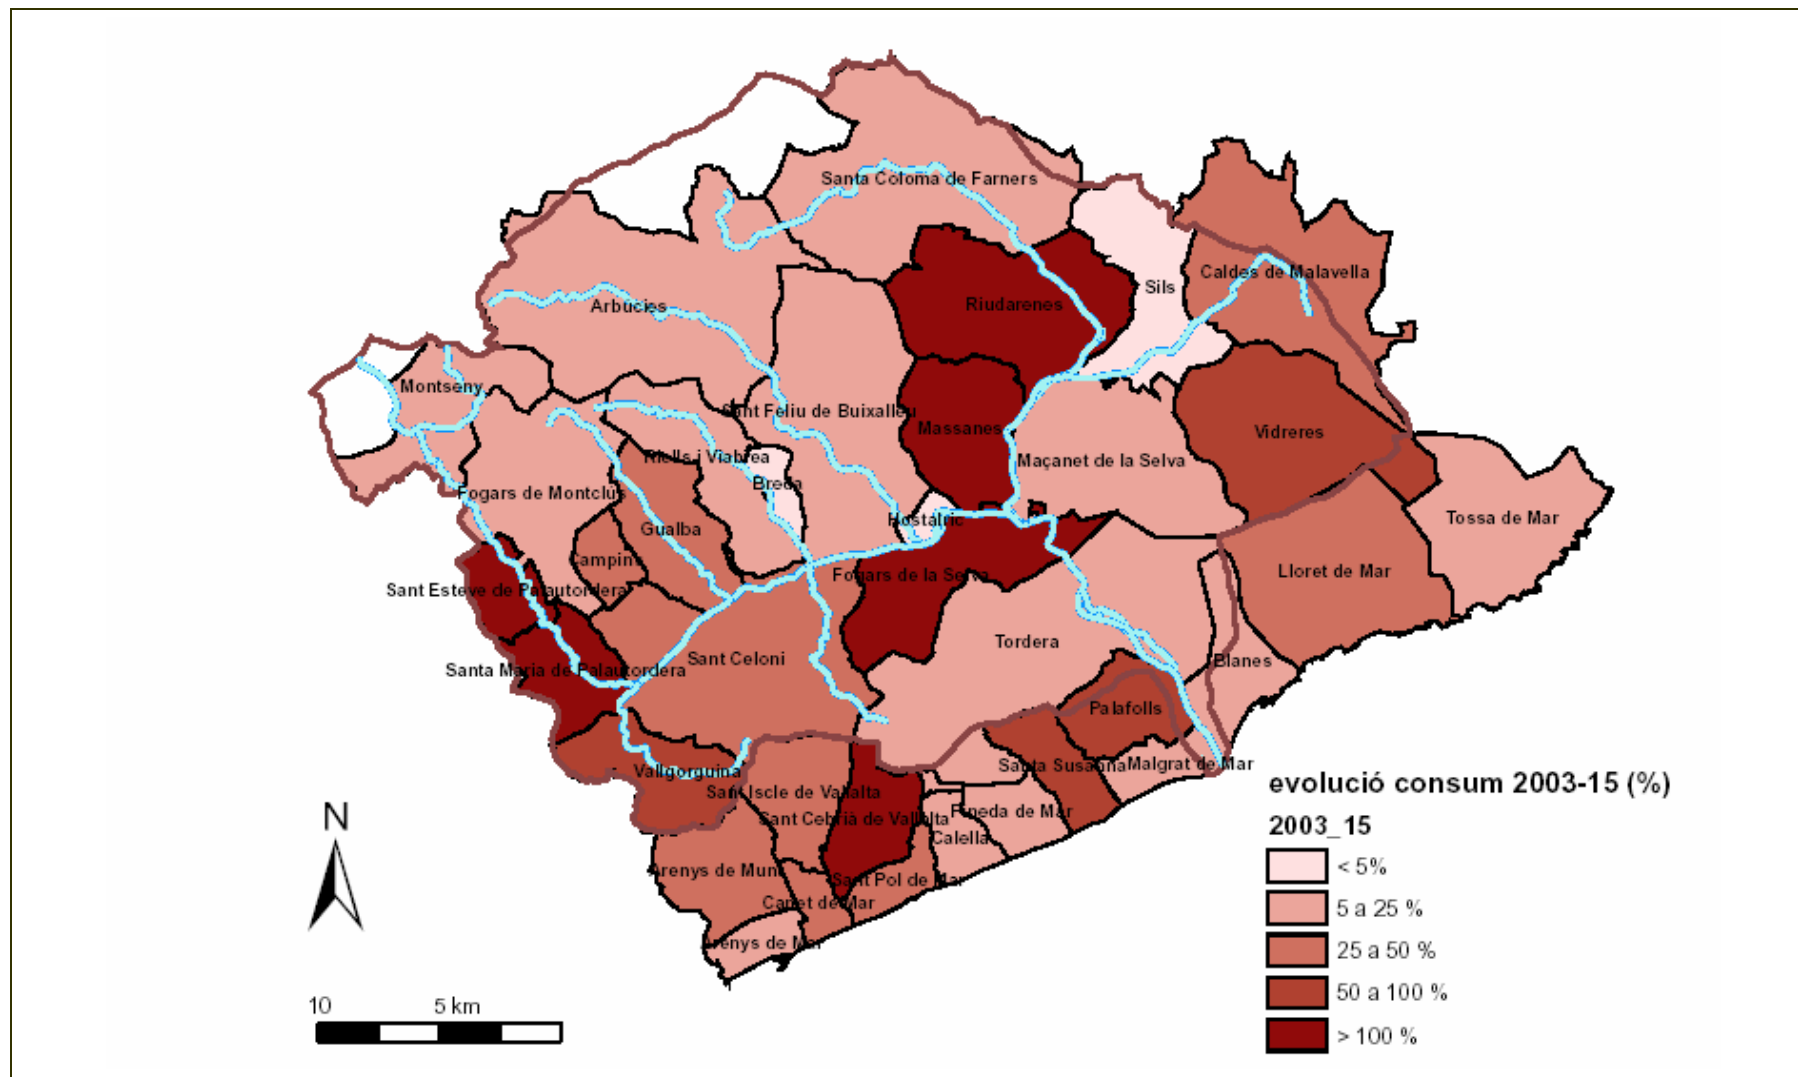 Santa Coloma de Farners
Caldes de Malavella
Sils
Riudarenes
Arbúcies
Montseny
Sant Feliu de Buixalleu
Massanes
Vidreres
Riells i Viabrea
Maçanet de la Selva
Breda
Fogars de Montclús
Hostalric
Tossa de Mar
Gualba
Campins
Fogars de la Selva
Lloret de Mar
Sant Esteve de Palautordera
Tordera
Sant Celoni
Blanes
Santa Maria de Palautordera
Palafolls
Santa Susanna
Malgrat de Mar
Vallgorguina
Sant Iscle de Vallalta
Pineda de Mar
Sant Cebrià de Vallalta
Calella
Arenys de Munt
Sant Pol de Mar
Canet de Mar
Arenys de Mar
N
10 5 km
evolució consum 2003-15 (%)
2003_15
< 5%
5 a 25 %
25 a 50 %
50 a 100 %
> 100 %